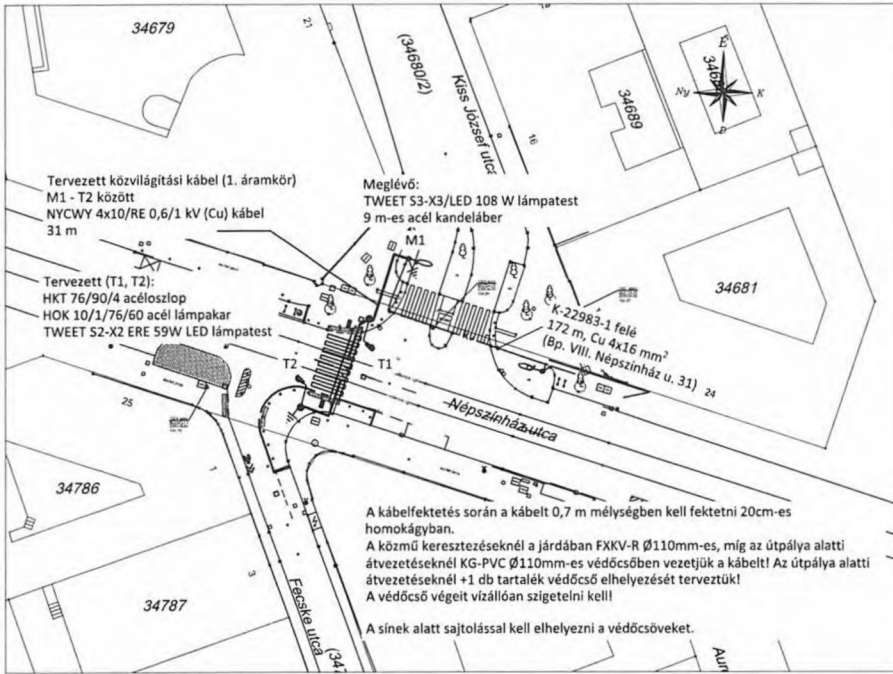 34679
21
(34680/2)
Kiss József utca
16
34689
É
Ny
K
D
Tervezett közvilágítási kábel (1. áramkör)
M1 - T2 között
NYCWY 4x10/RE 0,6/1 kV (Cu) kábel
31 m
Meglévő:
TWEET S3-X3/LED 108 W lámpatest
9 m-es acél kandeláber
M1
34681
Tervezett (T1, T2):
HKT 76/90/4 acéloszlop
HOK 10/1/76/60 acél lámpakar
TWEET S2-X2 ERE 59W LED lámpatest
K-22983-1 felé
172 m, Cu 4x16 mm²
(Bp. VIII. Népszínház u. 31)
24
T2
T1
25
Népszínház utca
1
34786
3
34787
Fecske utca
A kábelfektetés során a kábelt 0,7 m mélységben kell fektetni 20cm-es
homokágyban.
A közmű keresztezéseknél a járdában FXKV-R Ø110mm-es, míg az útpálya alatti
átvezetéseknél KG-PVC Ø110mm-es védőcsőben vezetjük a kábelt! Az útpálya alatti
átvezetéseknél +1 db tartalék védőcső elhelyezését terveztük!
A védőcső végeit vízállóan szigetelni kell!
A sínek alatt sajtolással kell elhelyezni a védőcsöveket.